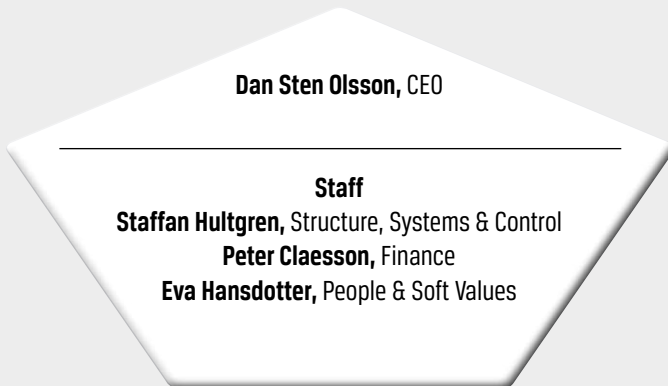 Dan Sten Olsson, CEO
Staff
Staffan Hultgren, Structure, Systems & Control
Peter Claesson, Finance
Eva Hansdotter, People & Soft Values